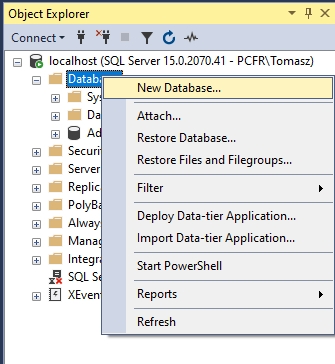 Object Explorer
Connect
localhost (SQL Server 15.0.2070.41 - PCFR\Tomasz)
Databa
New Database...
Sys
Attach...
Da
Restore Database...
Ad
Restore Files and Filegroups...
Securit
Server
Filter
Replica
PolyBa
Deploy Data-tier Application...
Always
Import Data-tier Application...
Manag
Integra
Start PowerShell
SQL Se
Reports
XEvent
Refresh